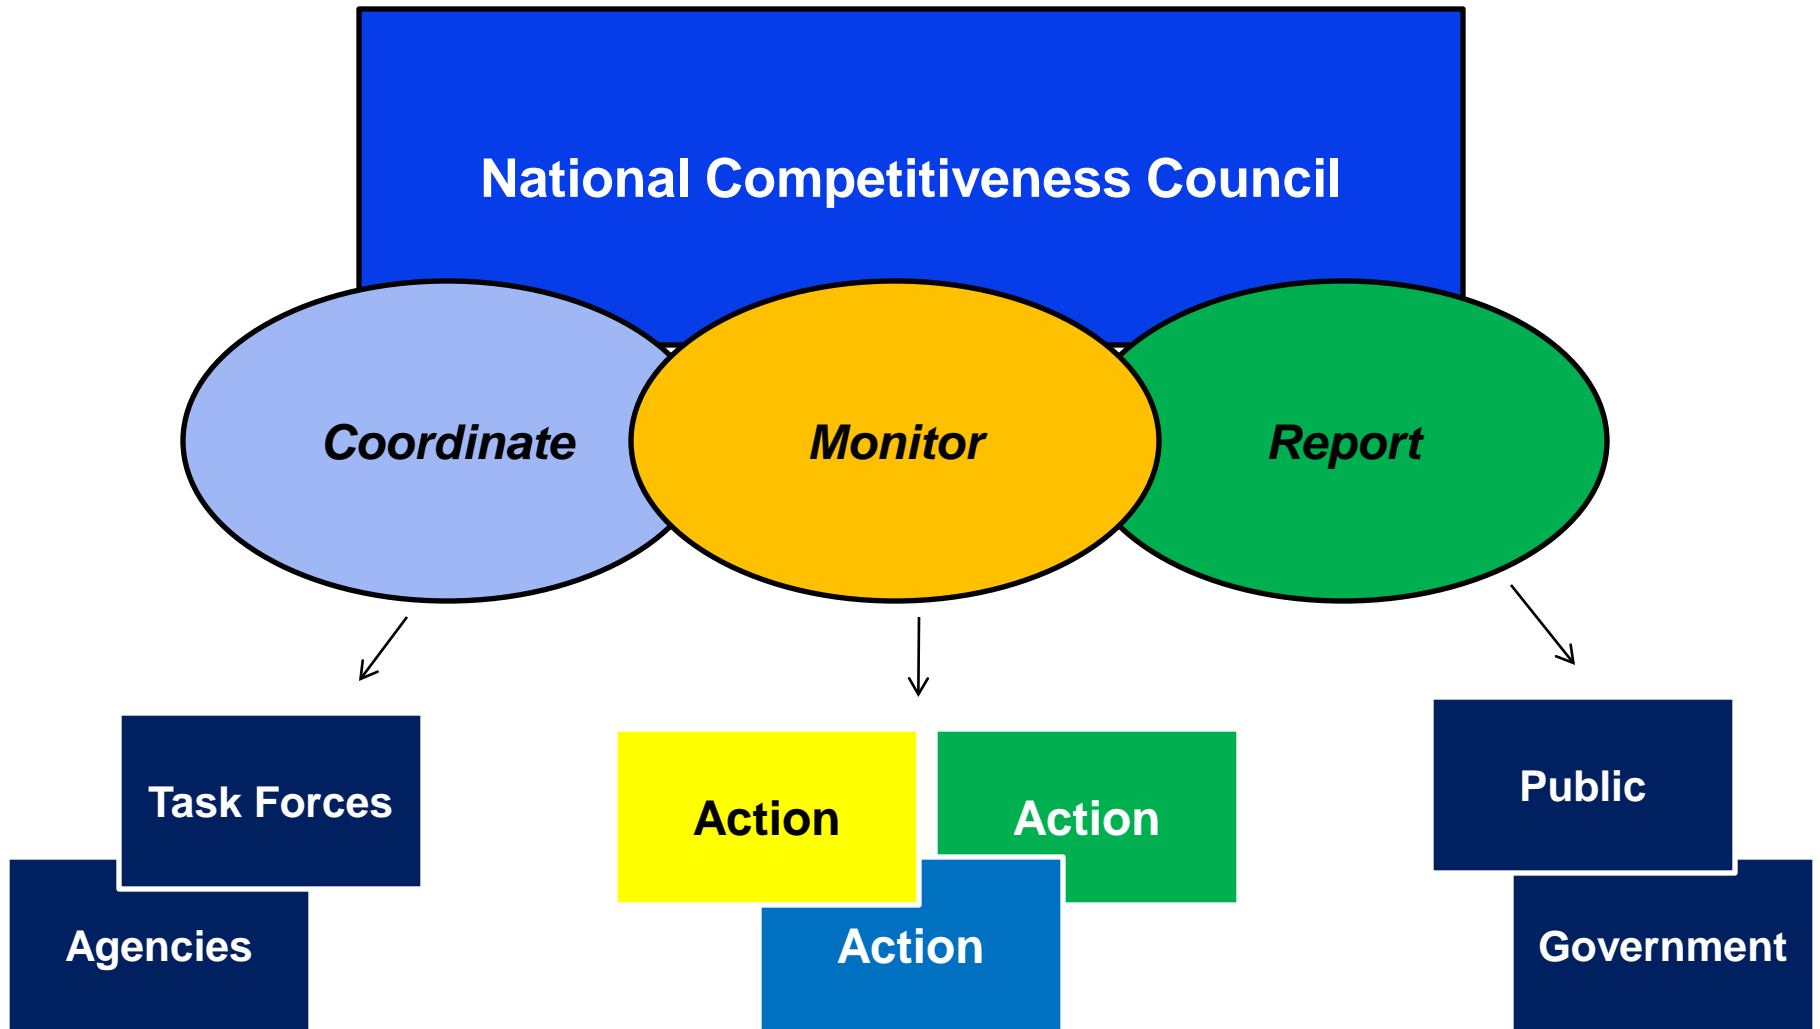 National Competitiveness Council
Coordinate
Monitor
Report
Task Forces
Agencies
Action
Action
Action
Public
Government